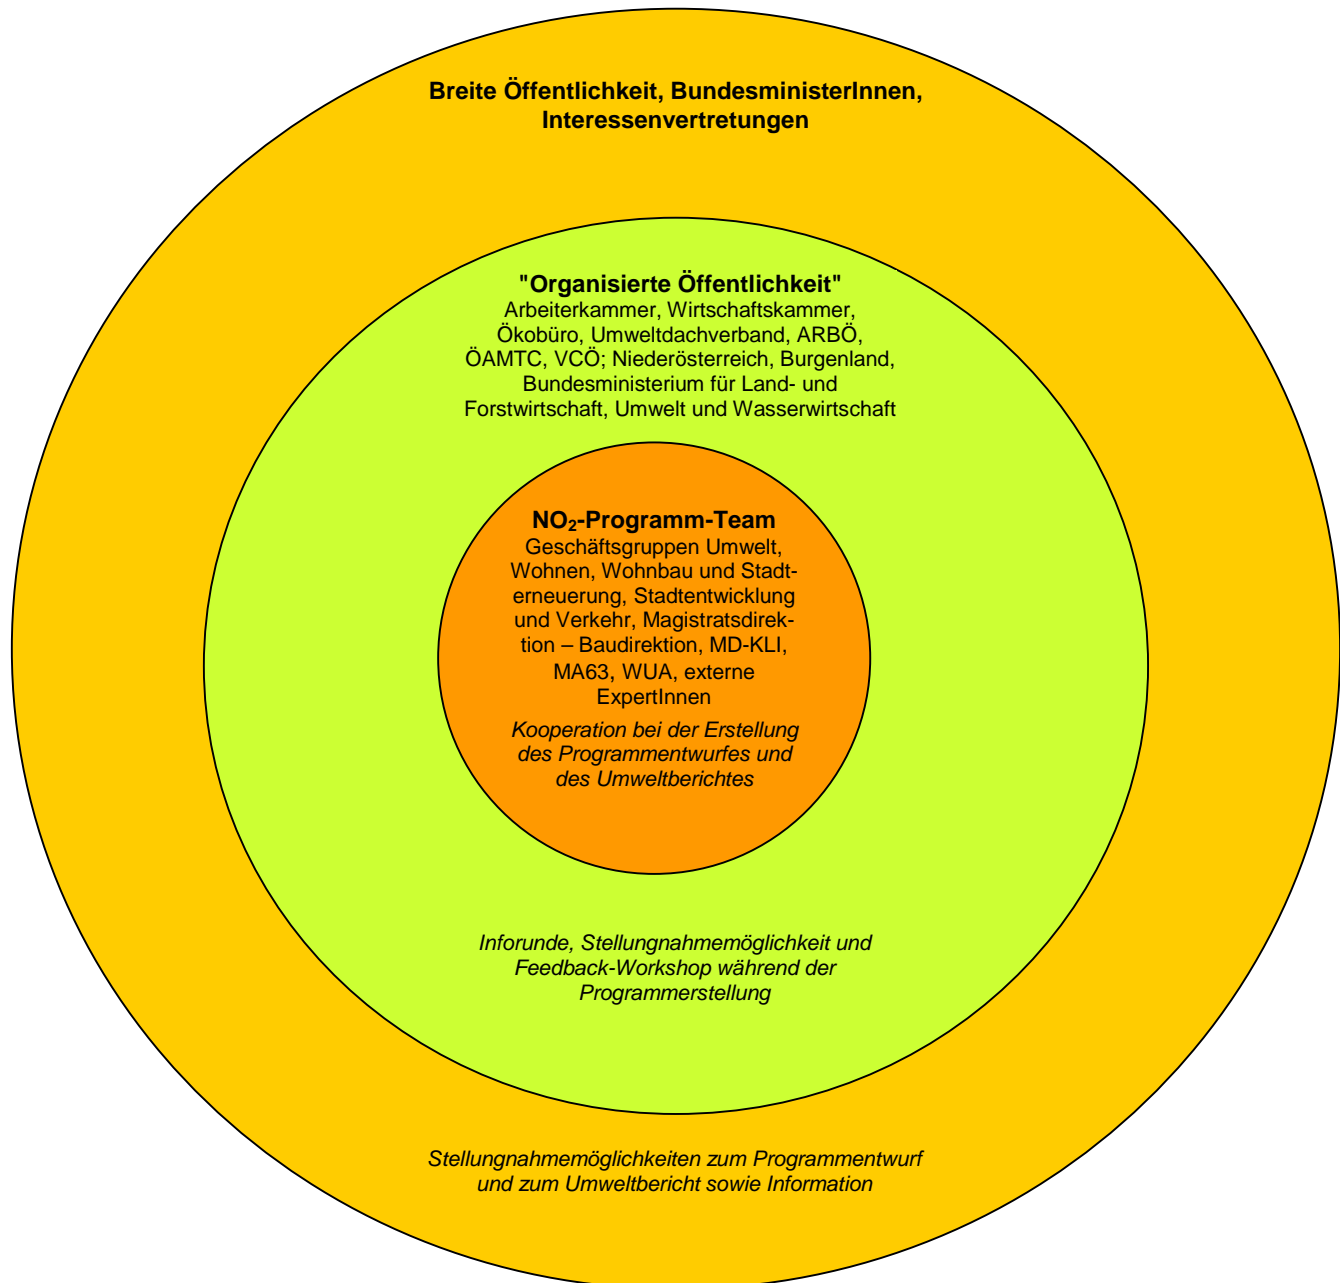 Breite Öffentlichkeit, BundesministerInnen,
Interessenvertretungen
"Organisierte Öffentlichkeit"
Arbeiterkammer, Wirtschaftskammer,
Ökobüro, Umweltdachverband, ARBÖ,
ÖAMTC, VCÖ; Niederösterreich, Burgenland,
Bundesministerium für Land- und
Forstwirtschaft, Umwelt und Wasserwirtschaft
NO₂-Programm-Team
Geschäftsgruppen Umwelt,
Wohnen, Wohnbau und Stadt-
erneuerung, Stadtentwicklung
und Verkehr, Magistratsdirek-
tion – Baudirektion, MD-KLI,
MA63, WUA, externe
ExpertInnen
Kooperation bei der Erstellung
des Programmentwurfes und
des Umweltberichtes
Inforunde, Stellungnahmemöglichkeit und
Feedback-Workshop während der
Programmerstellung
Stellungnahmemöglichkeiten zum Programmentwurf
und zum Umweltbericht sowie Information